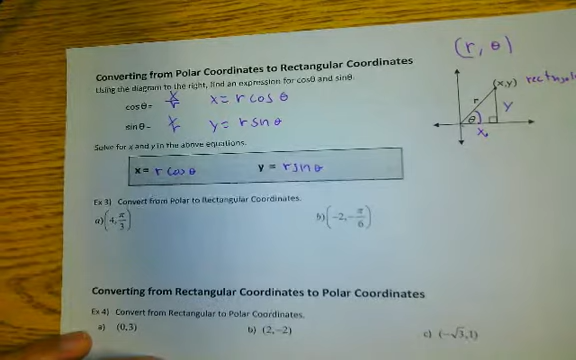 (r, θ)
Converting from Polar Coordinates to Rectangular Coordinates
Using the diagram to the right, find an expression for cosθ and sinθ.
cosθ = x/r x = r cos θ
sinθ = y/r y = r sin θ
(x,y)
r
θ
y
x
Solve for x and y in the above equations.
x = r cos θ y = r sin θ
Ex 3) Convert from Polar to Rectangular Coordinates.
a) (4, π/3) b) (-2, -π/6)
Converting from Rectangular Coordinates to Polar Coordinates
Ex 4) Convert from Rectangular to Polar Coordinates.
a) (0,3) b) (2,-2) c) (-√3,1)